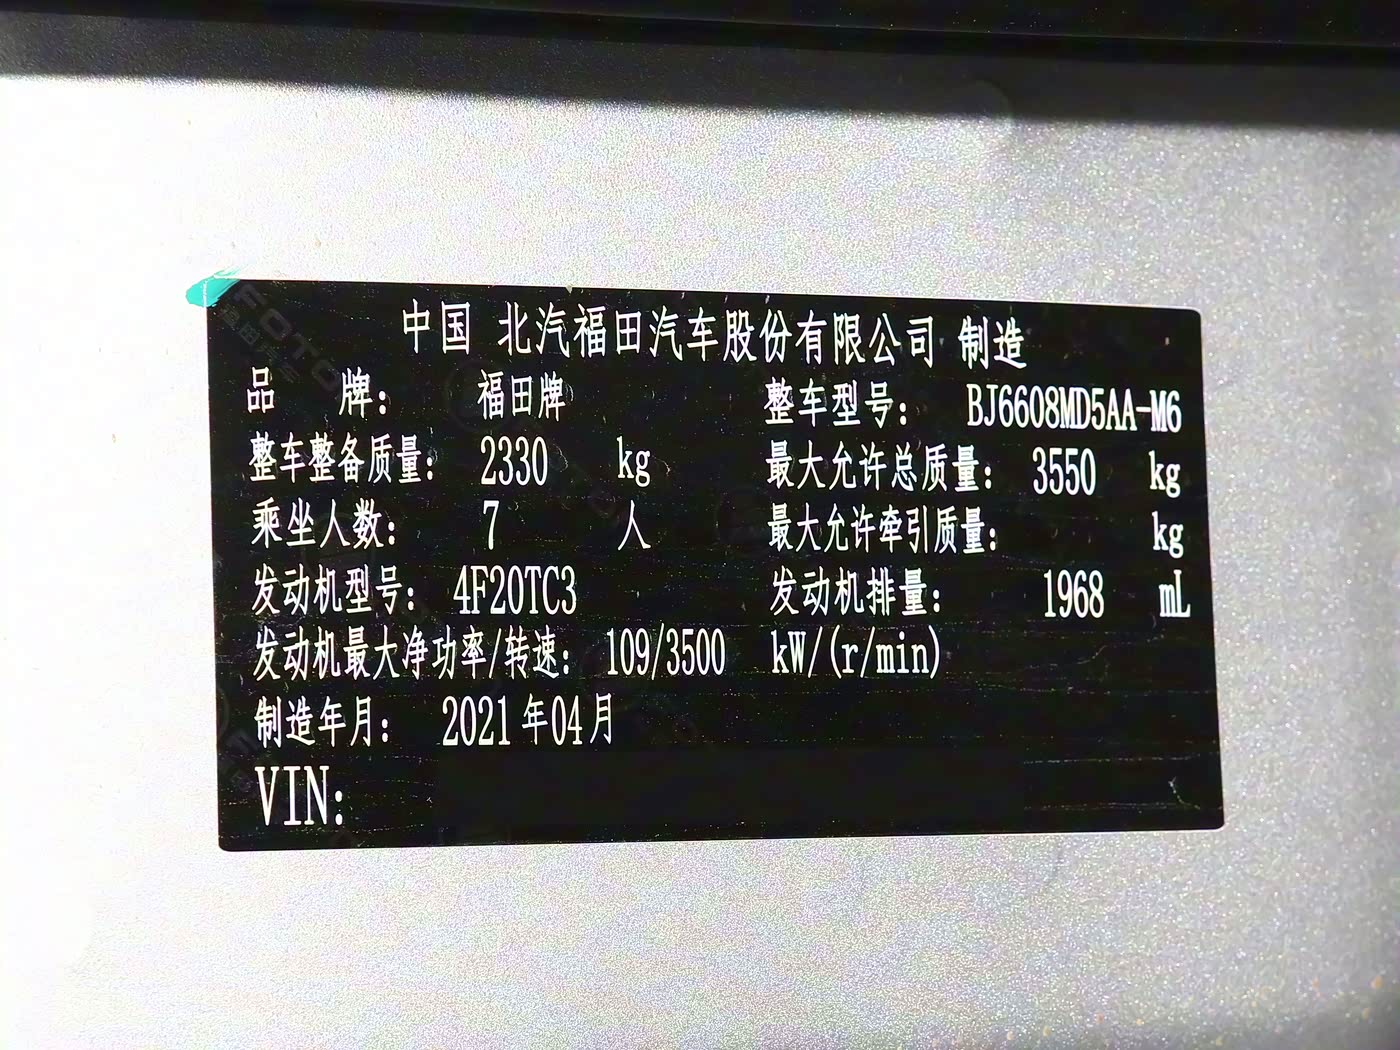 中国 北汽福田汽车股份有限公司 制造
品 牌: 福田牌 整车型号: BJ6608MD5AA-M6
整车整备质量: 2330 kg 最大允许总质量: 3550 kg
乘坐人数: 7 人 最大允许牵引质量: kg
发动机型号: 4F20TC3 发动机排量: 1968 mL
发动机最大净功率/转速: 109/3500 kW/(r/min)
制造年月: 2021年04月
VIN: